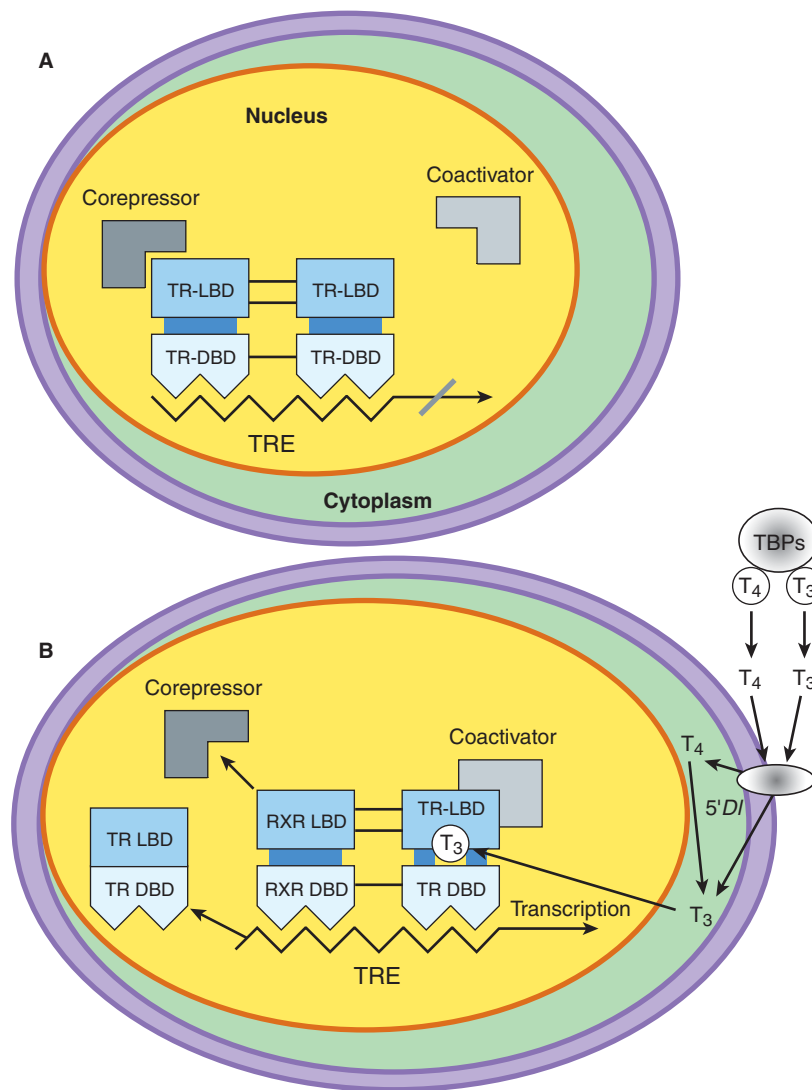 A
Nucleus
Corepressor
Coactivator
TR-LBD
TR-LBD
TR-DBD
TR-DBD
TRE
Cytoplasm
TBPs
T4
T3
T4
T3
B
Corepressor
Coactivator
T4
5'DI
TR LBD
RXR LBD
TR-LBD
T3
TR DBD
RXR DBD
TR DBD
Transcription
T3
TRE